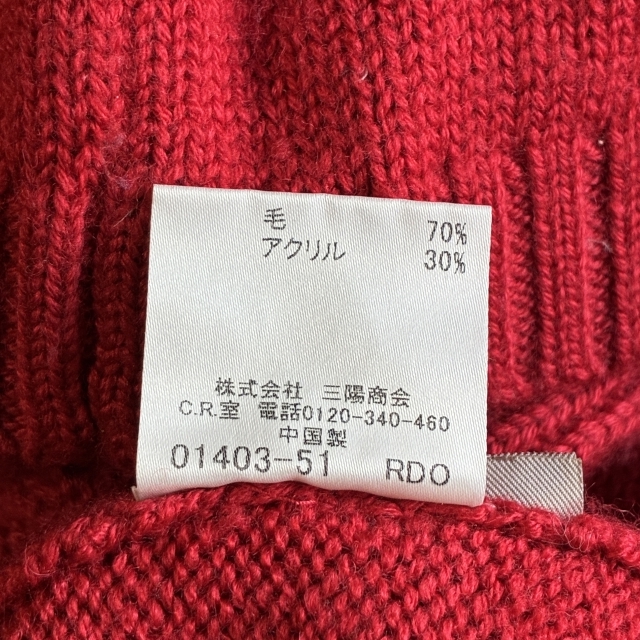 毛 70%
アクリル 30%
株式会社 三陽商会
C.R.室 電話0120-340-460
中国製
01403-51 RDO